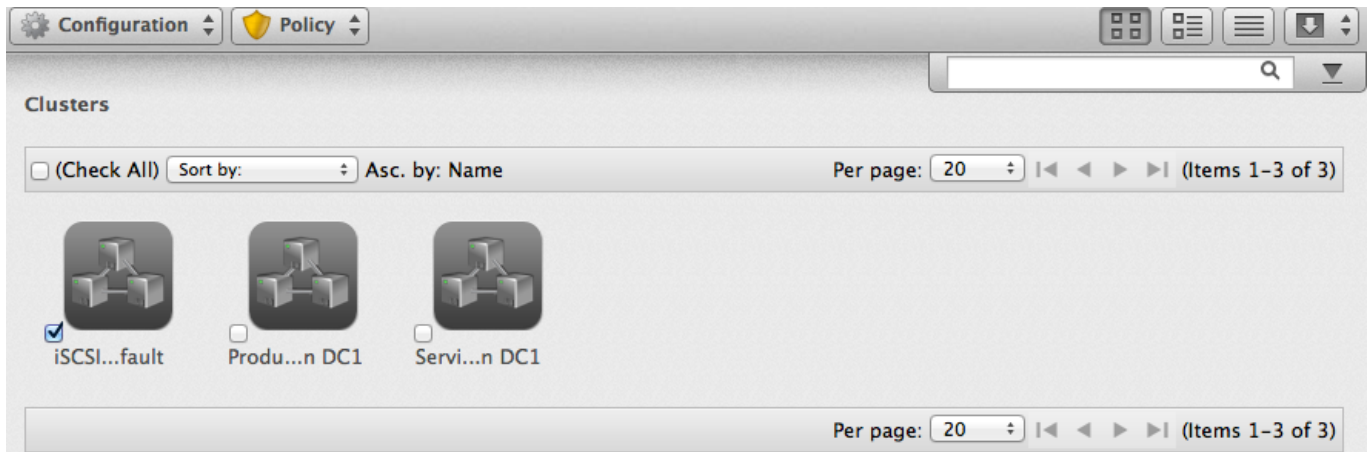 Configuration Policy
Clusters
(Check All) Sort by: Asc. by: Name Per page: 20 (Items 1-3 of 3)
iSCSI...fault Produ...n DC1 Servi...n DC1
Per page: 20 (Items 1-3 of 3)